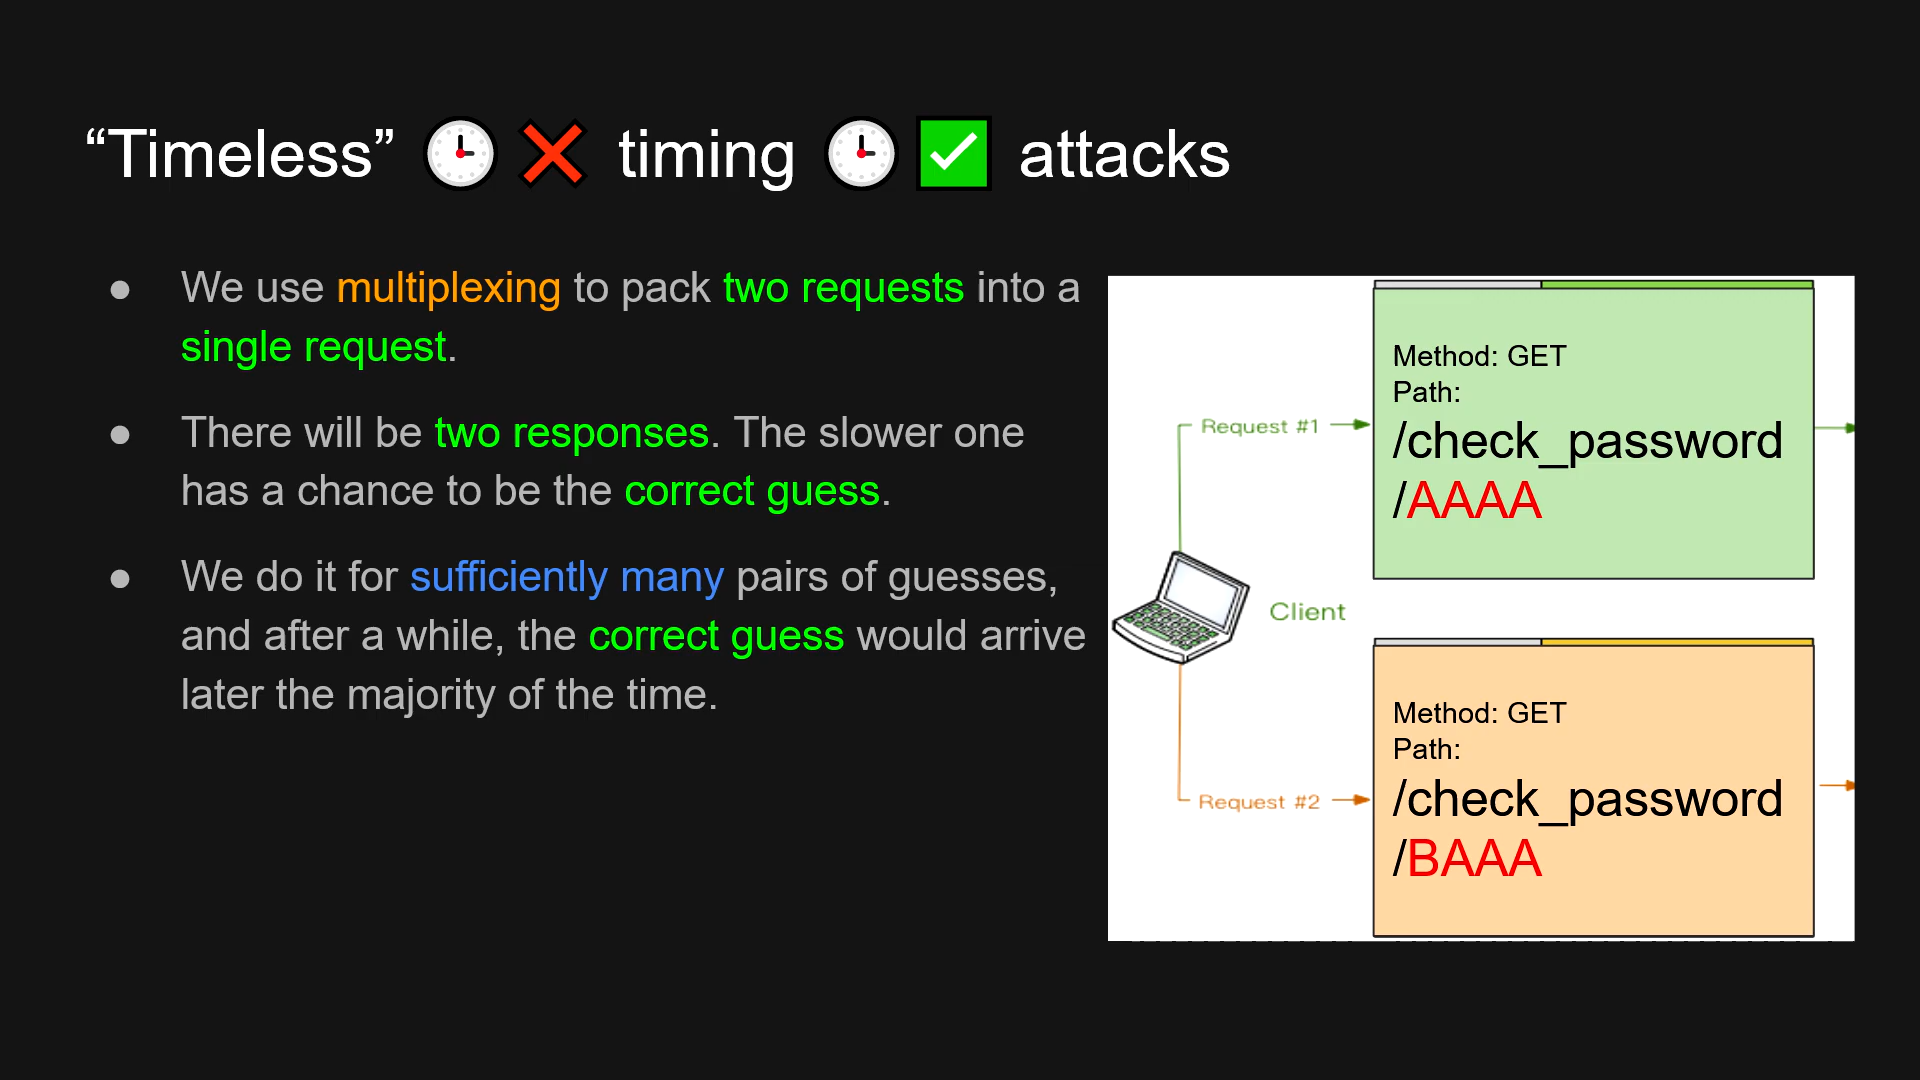 “Timeless” 🕒❌ timing 🕒✅ attacks
● We use multiplexing to pack two requests into a
single request.
● There will be two responses. The slower one
has a chance to be the correct guess.
● We do it for sufficiently many pairs of guesses,
and after a while, the correct guess would arrive
later the majority of the time.
Method: GET
Path:
/check_password
/AAAA
Request #1
Client
Method: GET
Path:
/check_password
/BAAA
Request #2